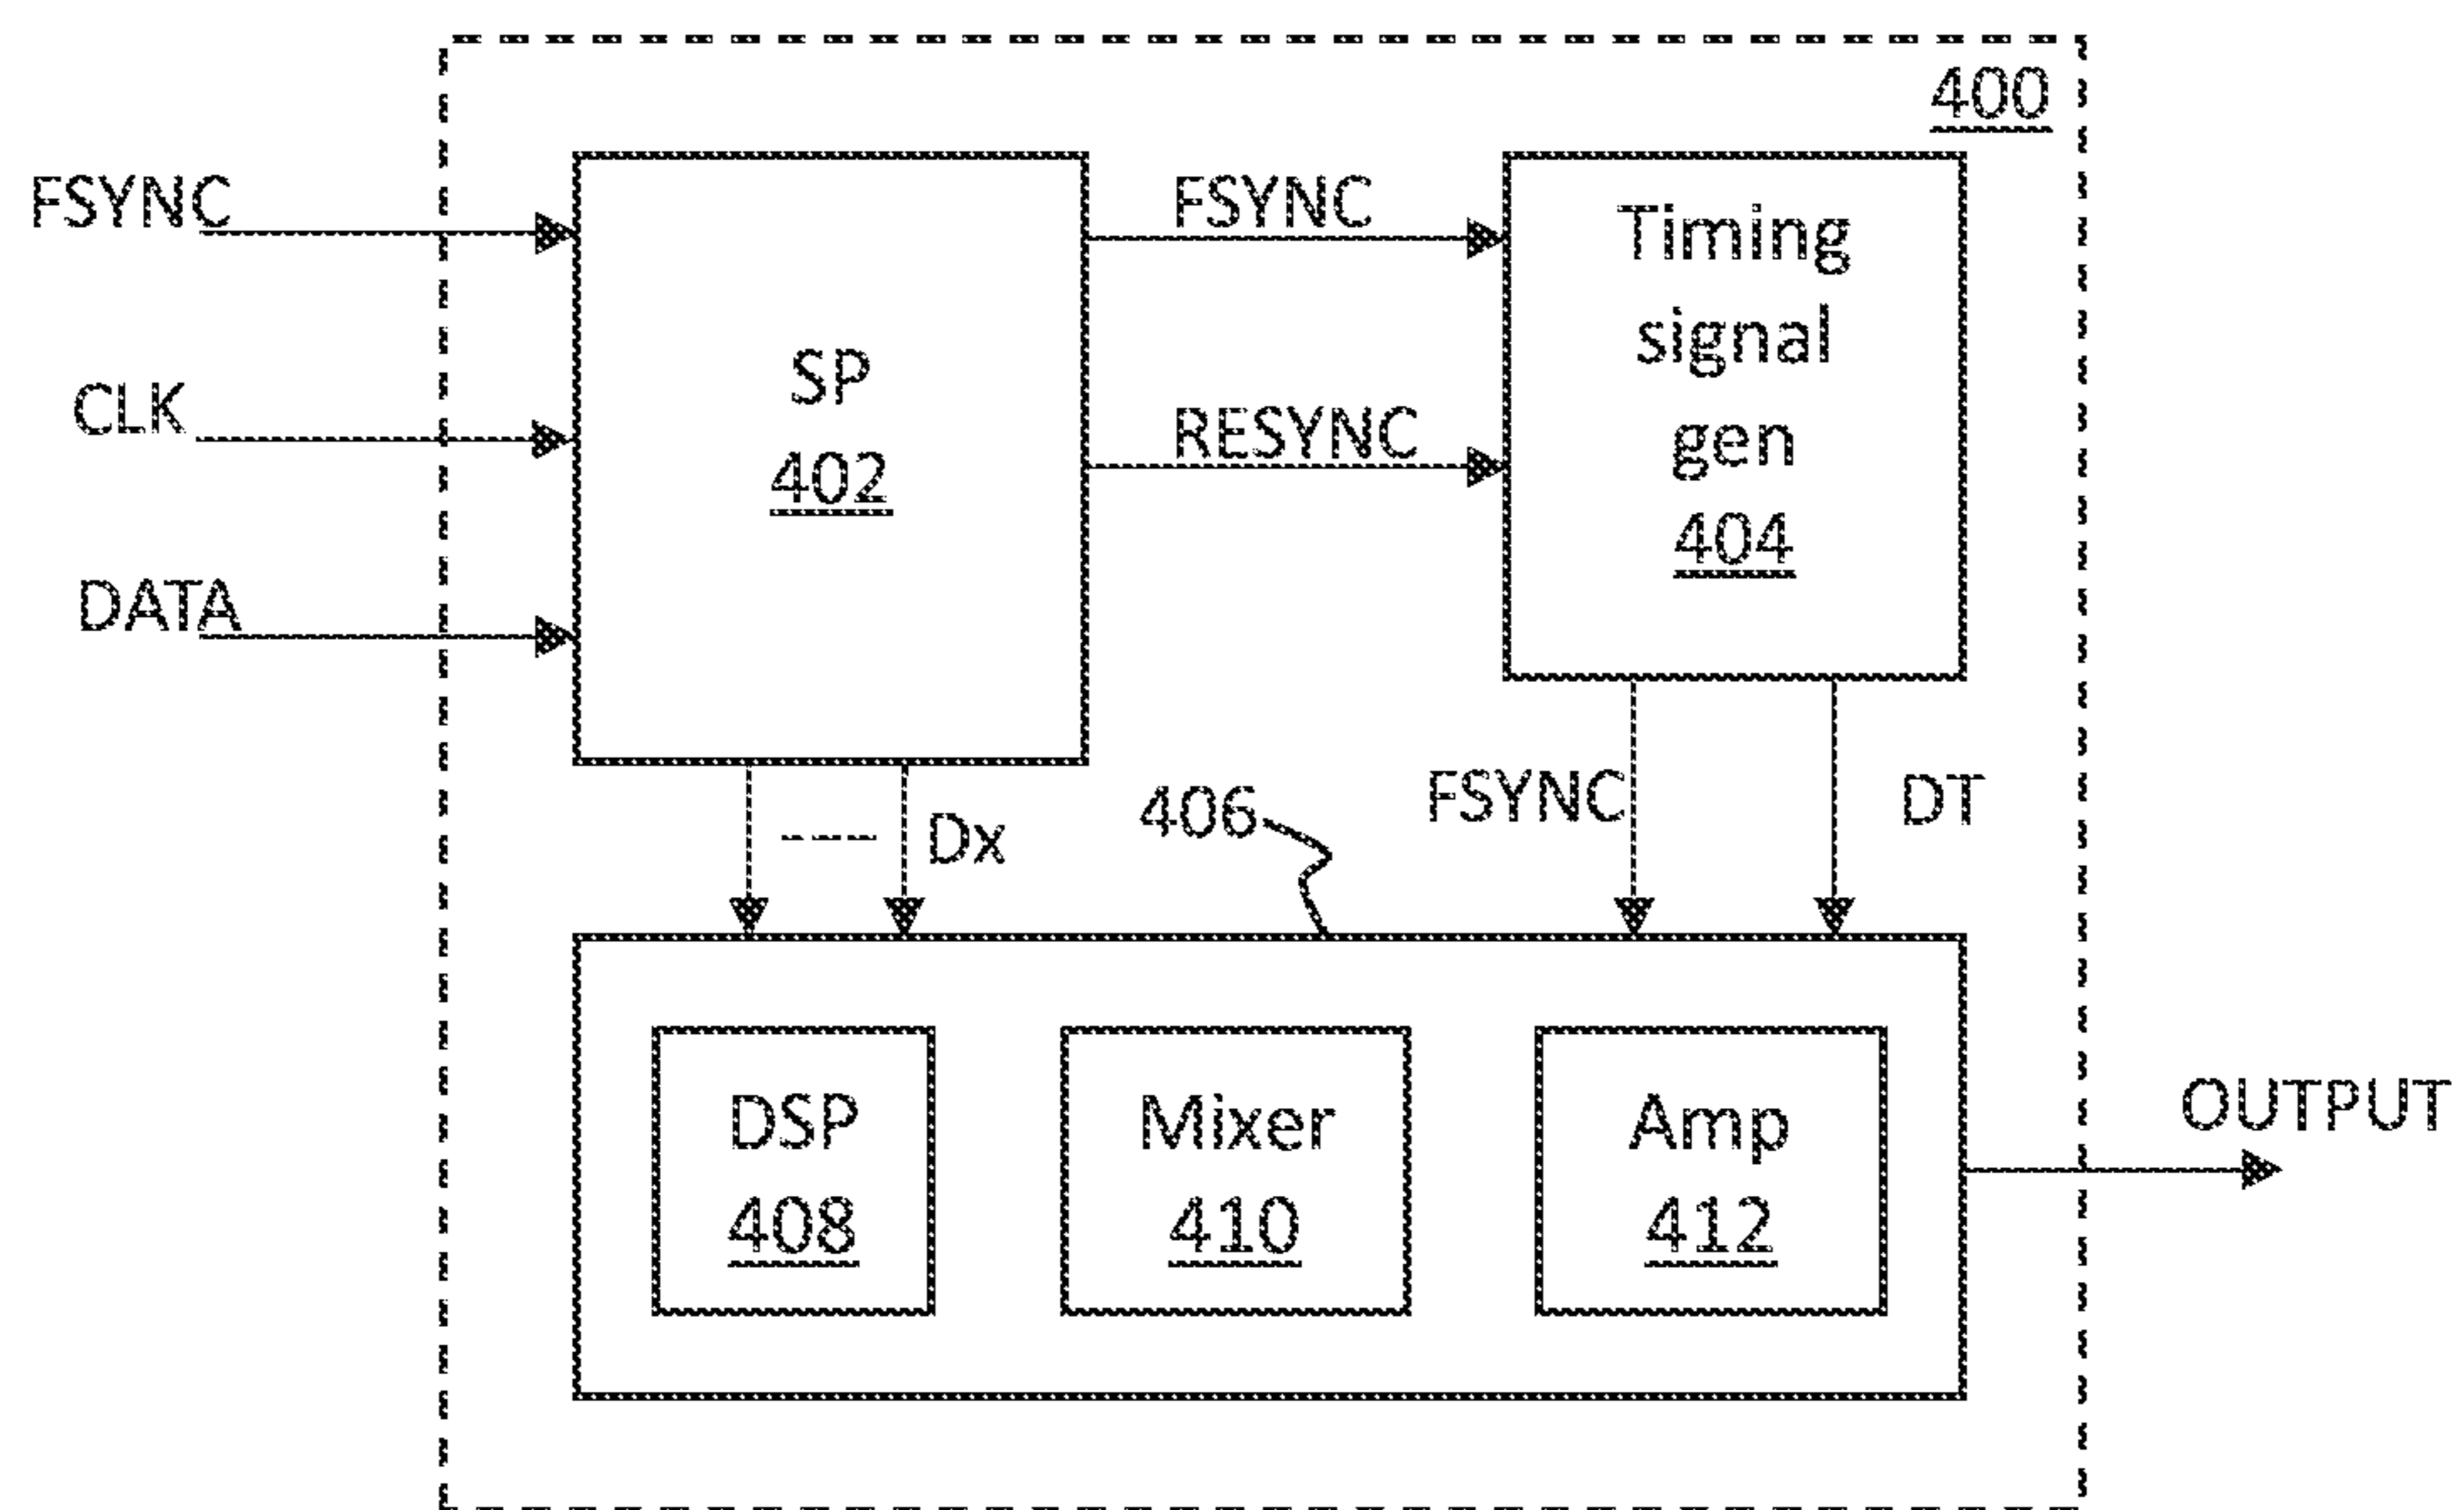 400
FSYNC
CLK
DATA
SP
402
FSYNC
RESYNC
Timing
signal
gen
404
Dx
406
FSYNC
DT
DSP
408
Mixer
410
Amp
412
OUTPUT